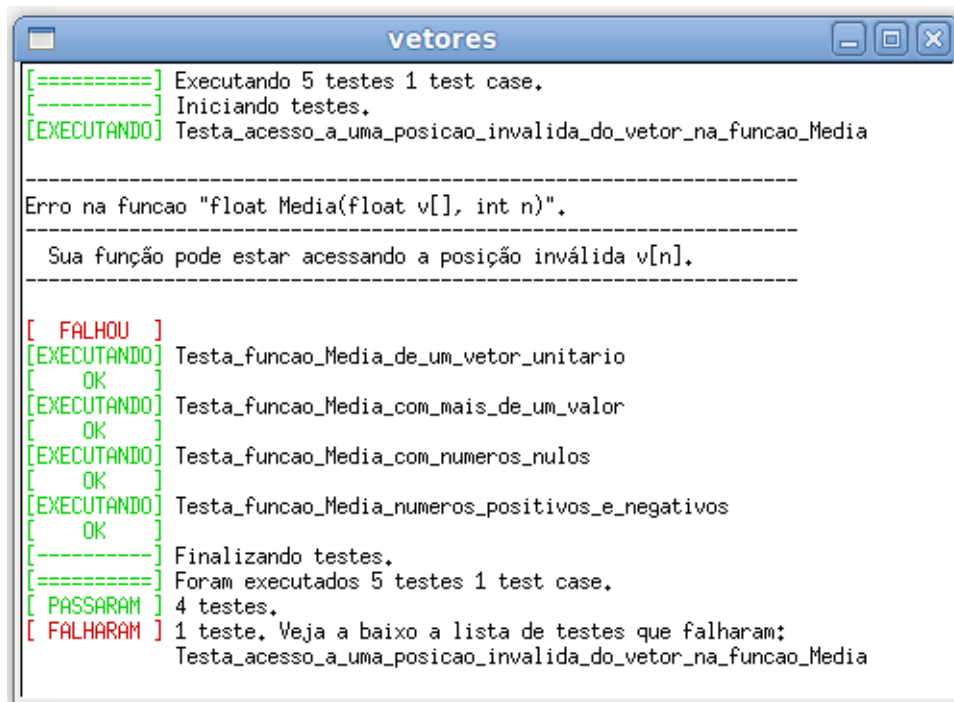 vetores
[==========] Executando 5 testes 1 test case.
[----------] Iniciando testes.
[EXECUTANDO] Testa_acesso_a_uma_posicao_invalida_do_vetor_na_funcao_Media
------------------------------------------------------------------
Erro na funcao "float Media(float v[], int n)".
------------------------------------------------------------------
Sua função pode estar acessando a posição inválida v[n].
------------------------------------------------------------------
[ FALHOU ]
[EXECUTANDO] Testa_funcao_Media_de_um_vetor_unitario
[ OK ]
[EXECUTANDO] Testa_funcao_Media_com_mais_de_um_valor
[ OK ]
[EXECUTANDO] Testa_funcao_Media_com_numeros_nulos
[ OK ]
[EXECUTANDO] Testa_funcao_Media_numeros_positivos_e_negativos
[ OK ]
[----------] Finalizando testes.
[==========] Foram executados 5 testes 1 test case.
[ PASSARAM ] 4 testes.
[ FALHARAM ] 1 teste. Veja a baixo a lista de testes que falharam:
Testa_acesso_a_uma_posicao_invalida_do_vetor_na_funcao_Media